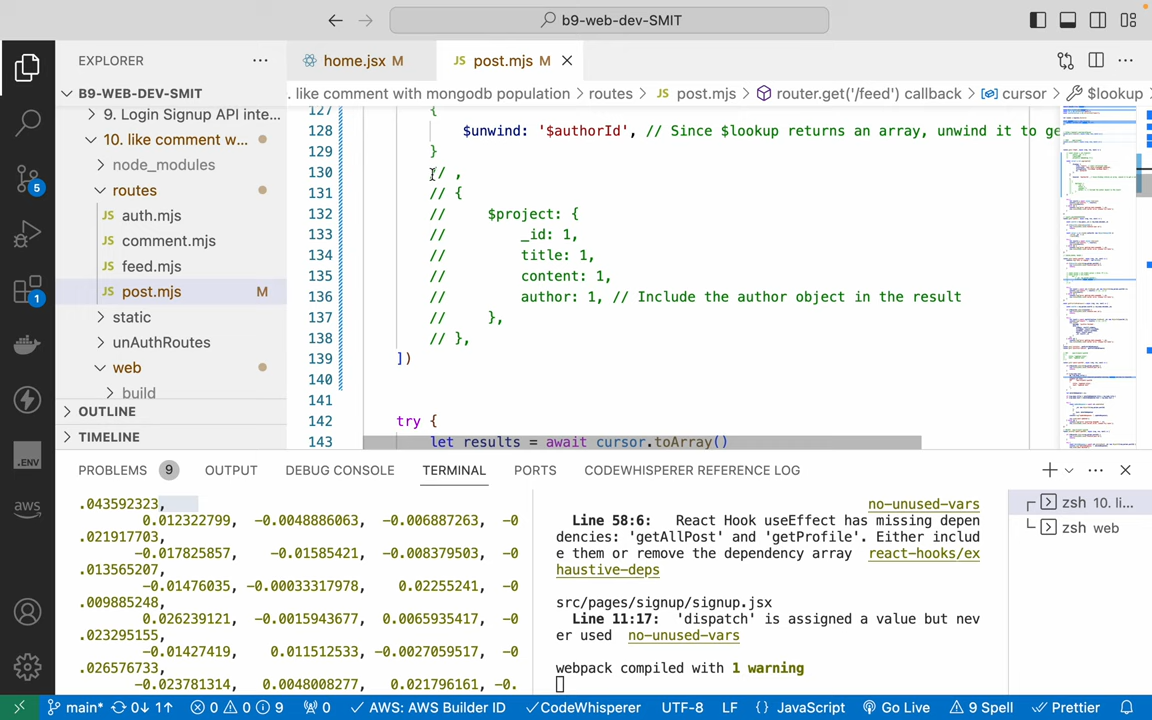 b9-web-dev-SMIT
EXPLORER
home.jsx M
JS post.mjs M
B9-WEB-DEV-SMIT
. like comment with mongodb population > routes > JS post.mjs > router.get('/feed') callback > cursor > $lookup
9. Login Signup API inte...
10. like comment w...
node_modules
routes
JS auth.mjs
JS comment.mjs
JS feed.mjs
JS post.mjs M
static
unAuthRoutes
web
build
OUTLINE
TIMELINE
127 {
128 $unwind: '$authorId', // Since $lookup returns an array, unwind it to ge
129 }
130 // ,
131 // {
132 // $project: {
133 // _id: 1,
134 // title: 1,
135 // content: 1,
136 // author: 1, // Include the author object in the result
137 // },
138 // },
139 ])
140
141
142 try {
143 let results = await cursor.toArray()
5
1
.ENV
aws
PROBLEMS 9 OUTPUT DEBUG CONSOLE TERMINAL PORTS CODEWHISPERER REFERENCE LOG
.043592323,
0.012322799, -0.0048886063, -0.006887263, -0
.021917703,
-0.017825857, -0.01585421, -0.008379503, -0
.013565207,
-0.01476035, -0.00033317978, 0.02255241, -0
.009885248,
0.026239121, -0.0015943677, 0.0065935417, -0
.023295155,
-0.01427419, 0.011512533, -0.0027059517, -0
.026576733,
-0.023781314, 0.0048008277, 0.021796161, -0.
no-unused-vars
Line 58:6: React Hook useEffect has missing depen
dencies: 'getAllPost' and 'getProfile'. Either includ
e them or remove the dependency array react-hooks/ex
haustive-deps
src/pages/signup/signup.jsx
Line 11:17: 'dispatch' is assigned a value but nev
er used no-unused-vars
webpack compiled with 1 warning
zsh 10. li...
zsh web
main* 0↓ 1↑ 0 0 9 0 AWS: AWS Builder ID CodeWhisperer UTF-8 LF {} JavaScript Go Live 9 Spell Prettier